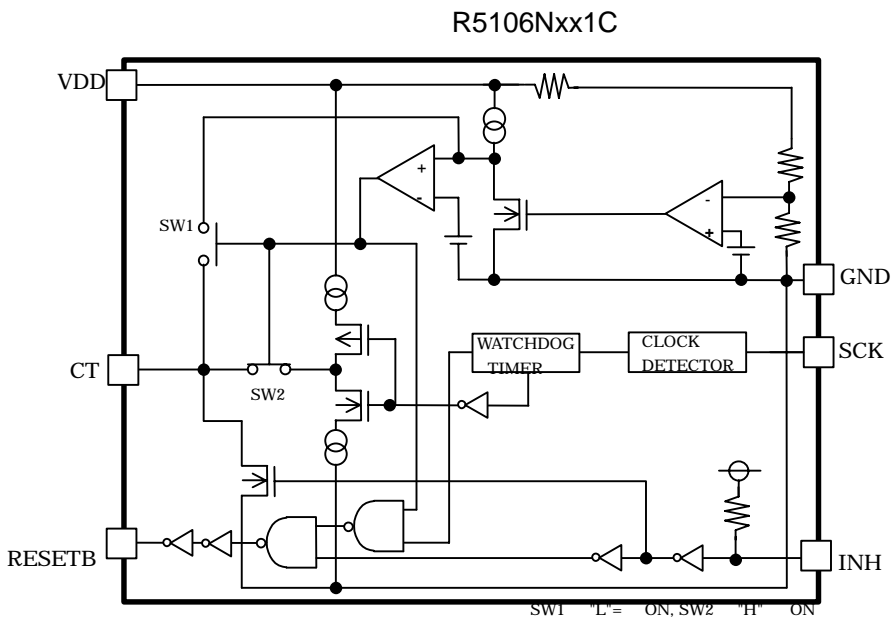 R5106Nxx1C
VDD
+
-
-
+
SW1
GND
WATCHDOG
TIMER
CLOCK
DETECTOR
SCK
CT
SW2
RESETB
INH
SW1 "L"= ON, SW2 "H" ON